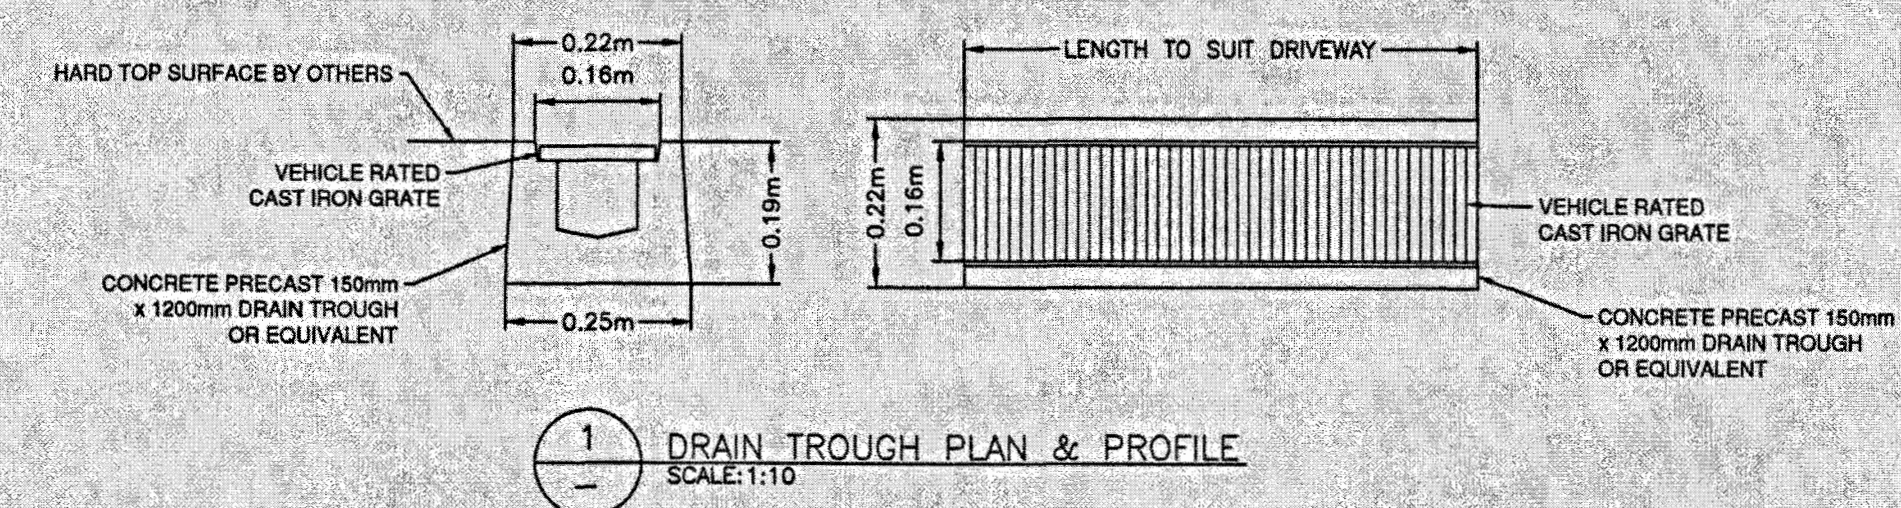 0.22m
0.16m
HARD TOP SURFACE BY OTHERS
VEHICLE RATED
CAST IRON GRATE
0.19m
CONCRETE PRECAST 150mm
x 1200mm DRAIN TROUGH
OR EQUIVALENT
0.25m
LENGTH TO SUIT DRIVEWAY
0.22m
0.16m
VEHICLE RATED
CAST IRON GRATE
CONCRETE PRECAST 150mm
x 1200mm DRAIN TROUGH
OR EQUIVALENT
1
–
DRAIN TROUGH PLAN & PROFILE
SCALE:1:10